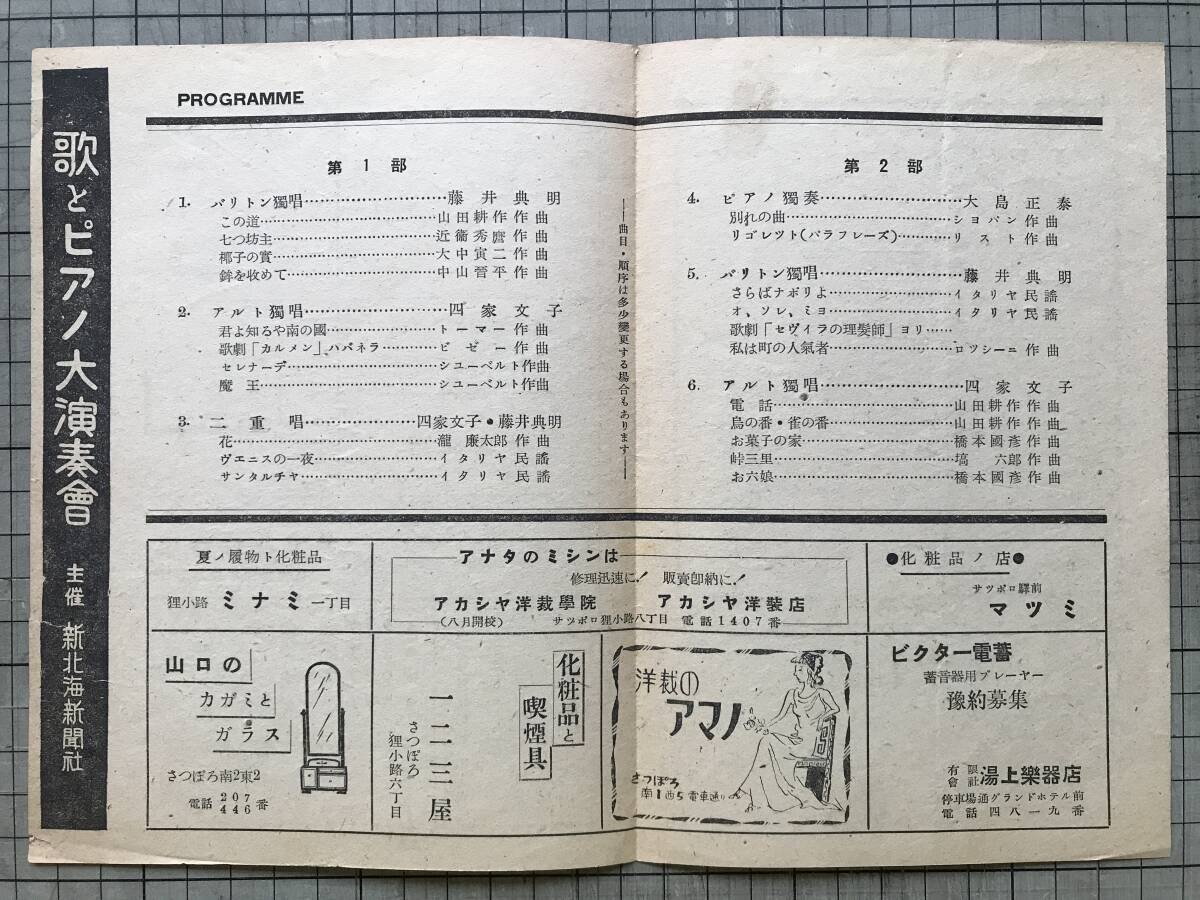 歌とピアノ大演奏會 主催 新北海新聞社
PROGRAMME
第1部
1. バリトン獨唱……………藤井典明
この道……………山田耕作作曲
七つ坊主……………近衞秀麿作曲
椰子の實……………大中寅二作曲
鉾を收めて……………中山晉平作曲
2. アルト獨唱……………四家文子
君よ知るや南の國……………トーマー作曲
歌劇「カルメン」ハバネラ……………ビゼー作曲
セレナーデ……………シューベルト作曲
魔王……………シューベルト作曲
3. 二重唱……………四家文子・藤井典明
花……………瀧廉太郎作曲
ヴエニスの一夜……………イタリヤ民謠
サンタルチヤ……………イタリヤ民謠
――曲目・順序は多少變更する場合もあります――
第2部
4. ピアノ獨奏……………大島正泰
別れの曲……………シヨパン作曲
リゴレツト(パラフレーズ)……………リスト作曲
5. バリトン獨唱……………藤井典明
さらばナポリよ……………イタリヤ民謠
オ、ソレ、ミヨ……………イタリヤ民謠
歌劇「セヴイラの理髮師」ヨリ……
私は町の人氣者……………ロツシーニ作曲
6. アルト獨唱……………四家文子
電話……………山田耕作作曲
鳥の番・雀の番……………山田耕作作曲
お菓子の家……………橋本國彥作曲
峠三里……………塙六郎作曲
お六娘……………橋本國彥作曲
夏ノ履物ト化粧品
狸小路 ミナミ 一丁目
アナタのミシンは
修理迅速に! 販賣卽納に!
アカシヤ洋裁學院 アカシヤ洋裝店
(八月開校) サツポロ狸小路八丁目 電話1407番
●化粧品ノ店●
サツポロ驛前
マツミ
山口の
カガミと
ガラス
さつぽろ南2東2
電話 207 446 番
化粧品と
喫煙具
一二三屋
さつぽろ
狸小路六丁目
洋裁の
アマノ
さつぽろ
南1西5電車通り
ビクター電蓄
蓄音器用プレーヤー
豫約募集
有限會社 湯上樂器店
停車場通グランドホテル前
電話四八一九番